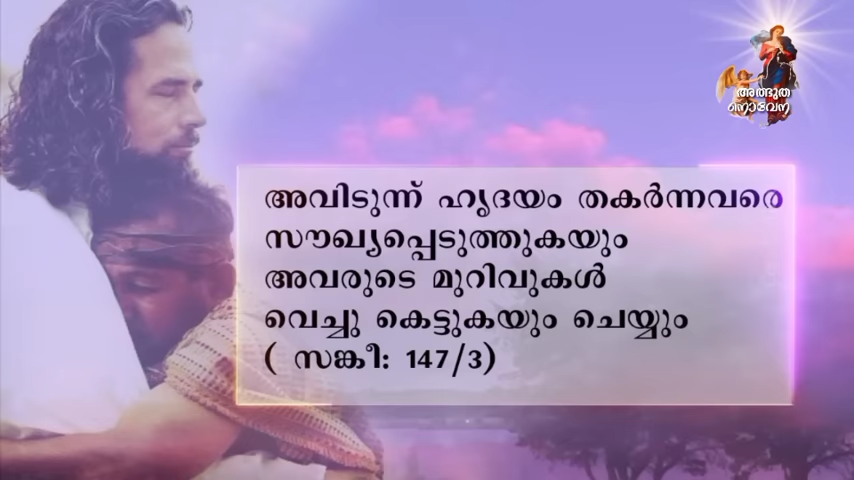 അത്ഭുത
നൊവേന
അവിടുന്ന് ഹൃദയം തകർന്നവരെ
സൗഖ്യപ്പെടുത്തുകയും
അവരുടെ മുറിവുകൾ
വെച്ചു കെട്ടുകയും ചെയ്യും
( സങ്കീ: 147/3)